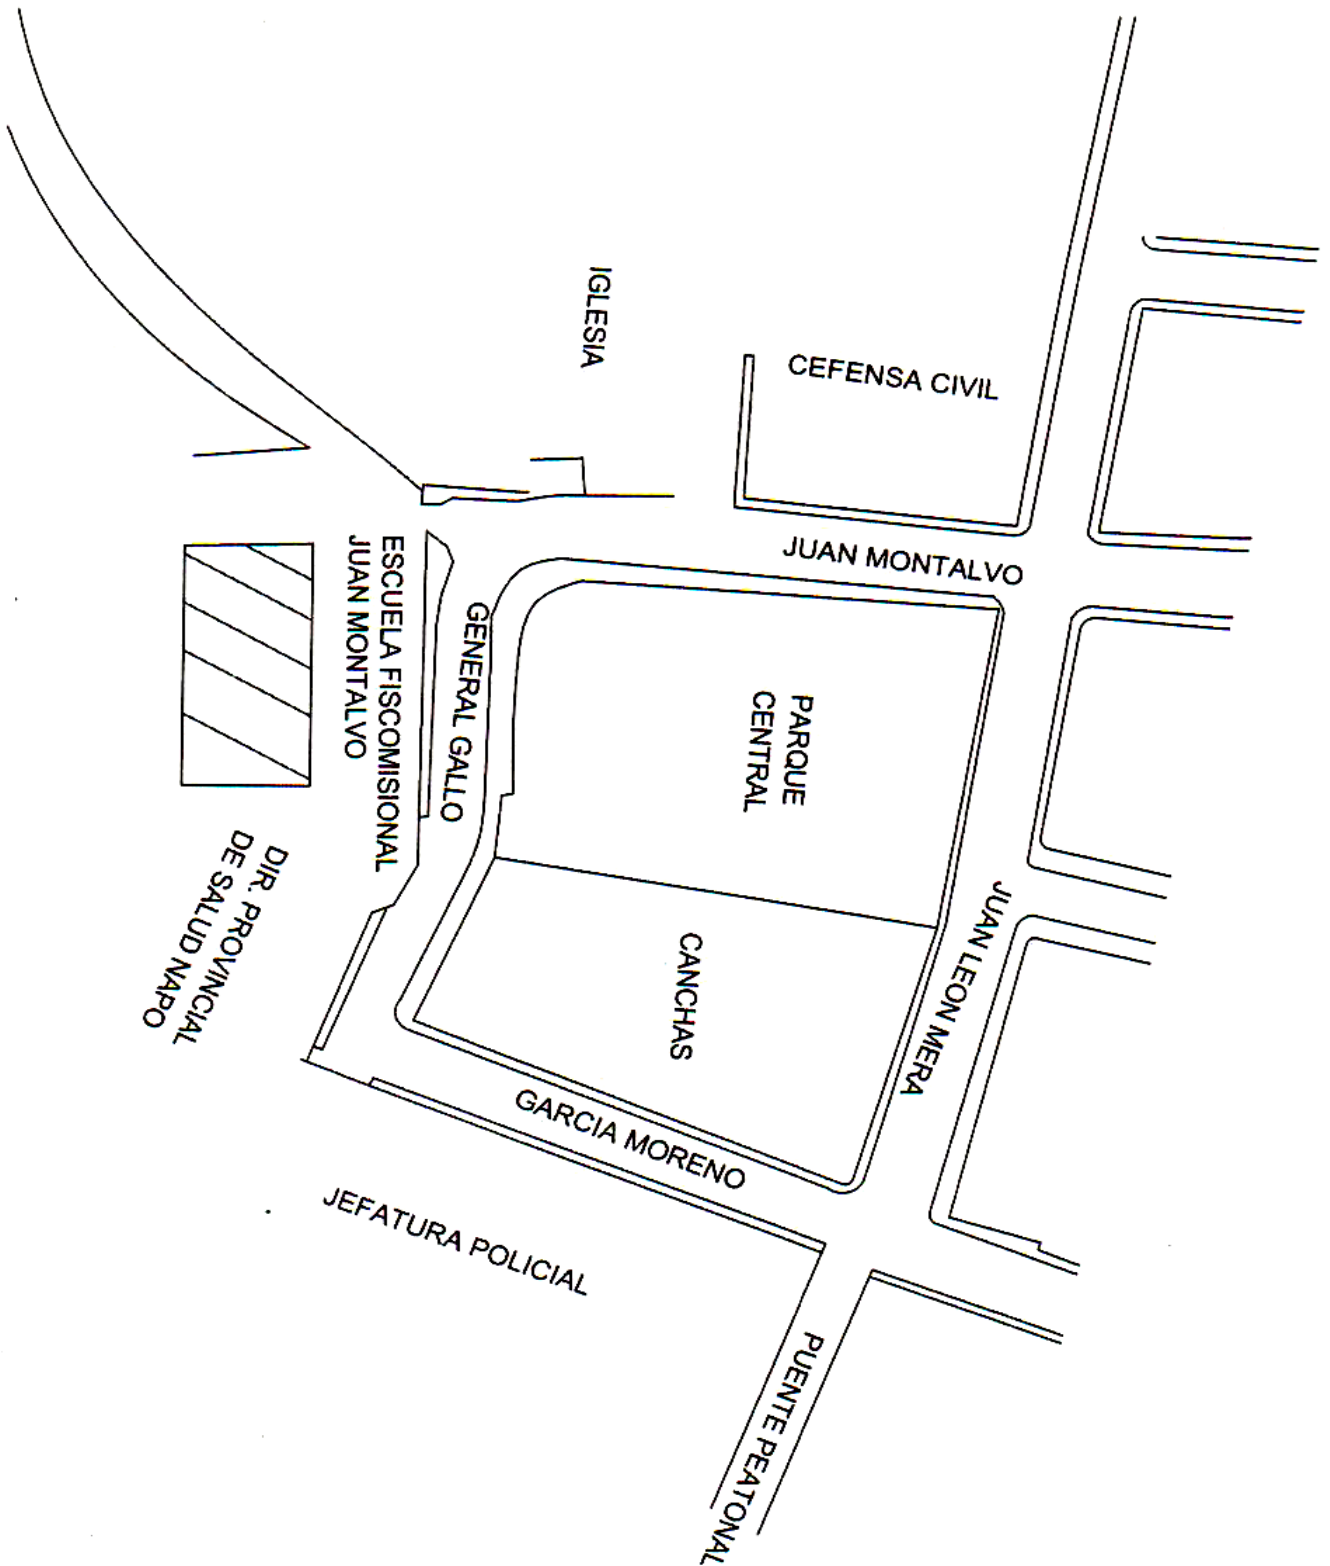 IGLESIA
CEFENSA CIVIL
JUAN MONTALVO
ESCUELA FISCOMISIONAL
JUAN MONTALVO
GENERAL GALLO
PARQUE
CENTRAL
DIR. PROVINCIAL
DE SALUD NAPO
CANCHAS
JUAN LEON MERA
GARCIA MORENO
JEFATURA POLICIAL
PUENTE PEATONAL